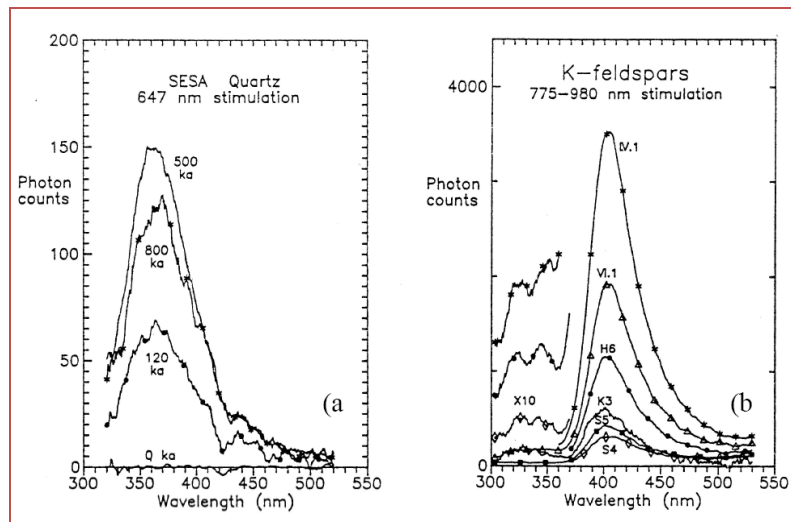 200
150
100
50
0
Photon
counts
SESA Quartz
647 nm stimulation
500
ka
800
ka
120
ka
0 ka
(a
300 350 400 450 500 550
Wavelength (nm)
4000
2000
0
Photon
counts
K-feldspars
775-980 nm stimulation
IV.1
VI.1
H6
X10
K3
S5
S4
(b
300 350 400 450 500 550
Wavelength (nm)